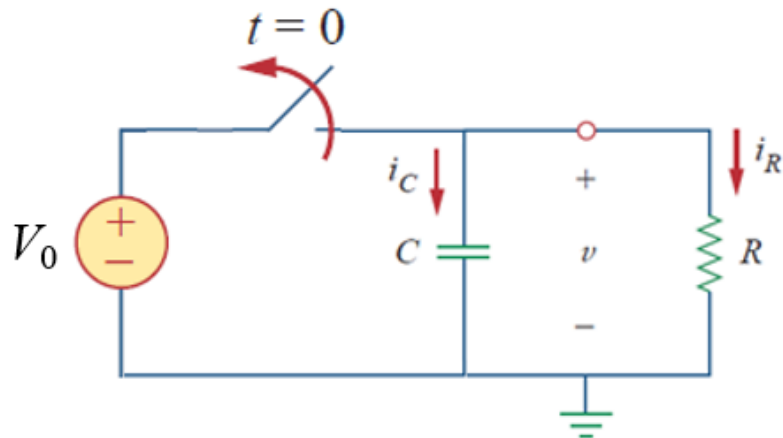 t = 0
i_C
i_R
+
V_0
+
−
C
v
R
−